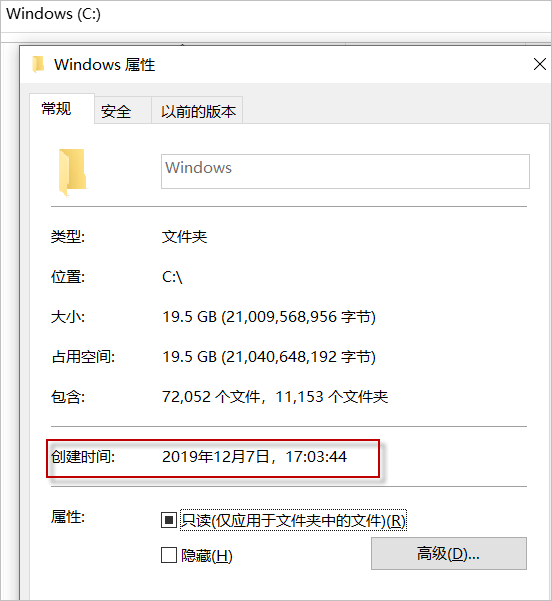 Windows (C:)
Windows 属性
常规 安全 以前的版本
Windows
类型: 文件夹
位置: C:\
大小: 19.5 GB (21,009,568,956 字节)
占用空间: 19.5 GB (21,040,648,192 字节)
包含: 72,052 个文件，11,153 个文件夹
创建时间: 2019年12月7日，17:03:44
属性: 只读(仅应用于文件夹中的文件)(R)
隐藏(H) 高级(D)...